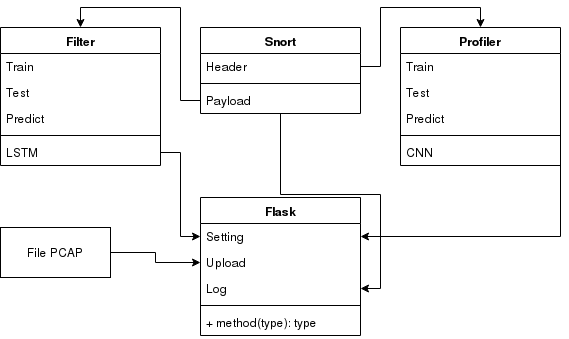 Filter
Train
Test
Predict
LSTM
Snort
Header
Payload
Profiler
Train
Test
Predict
CNN
File PCAP
Flask
Setting
Upload
Log
+ method(type): type